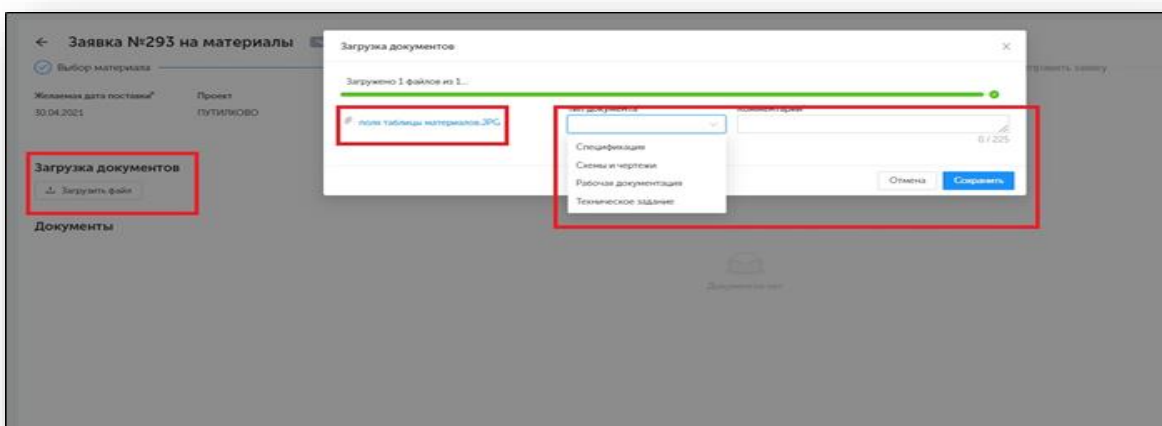 ← Заявка №293 на материалы
Выбор материала
Желаемая дата поставки*
Проект
30.04.2021
ПУТИЛКОВО
Загрузка документов
Загрузить файл
Документы
Загрузка документов
Загружено 1 файлов из 1...
поля таблицы материалов.JPG
Тип документа
Комментарий
0 / 225
Спецификация
Схемы и чертежи
Рабочая документация
Техническое задание
Отмена
Сохранить
заявку
Документов нет